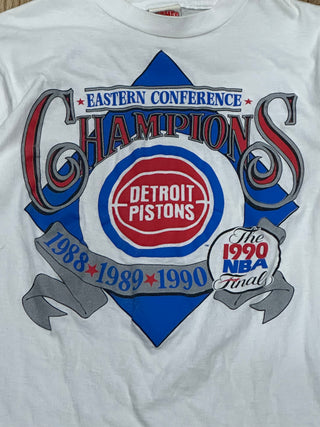 ★ EASTERN CONFERENCE ★
CHAMPIONS
DETROIT
PISTONS
1988★1989★1990
The
1990
NBA
Final